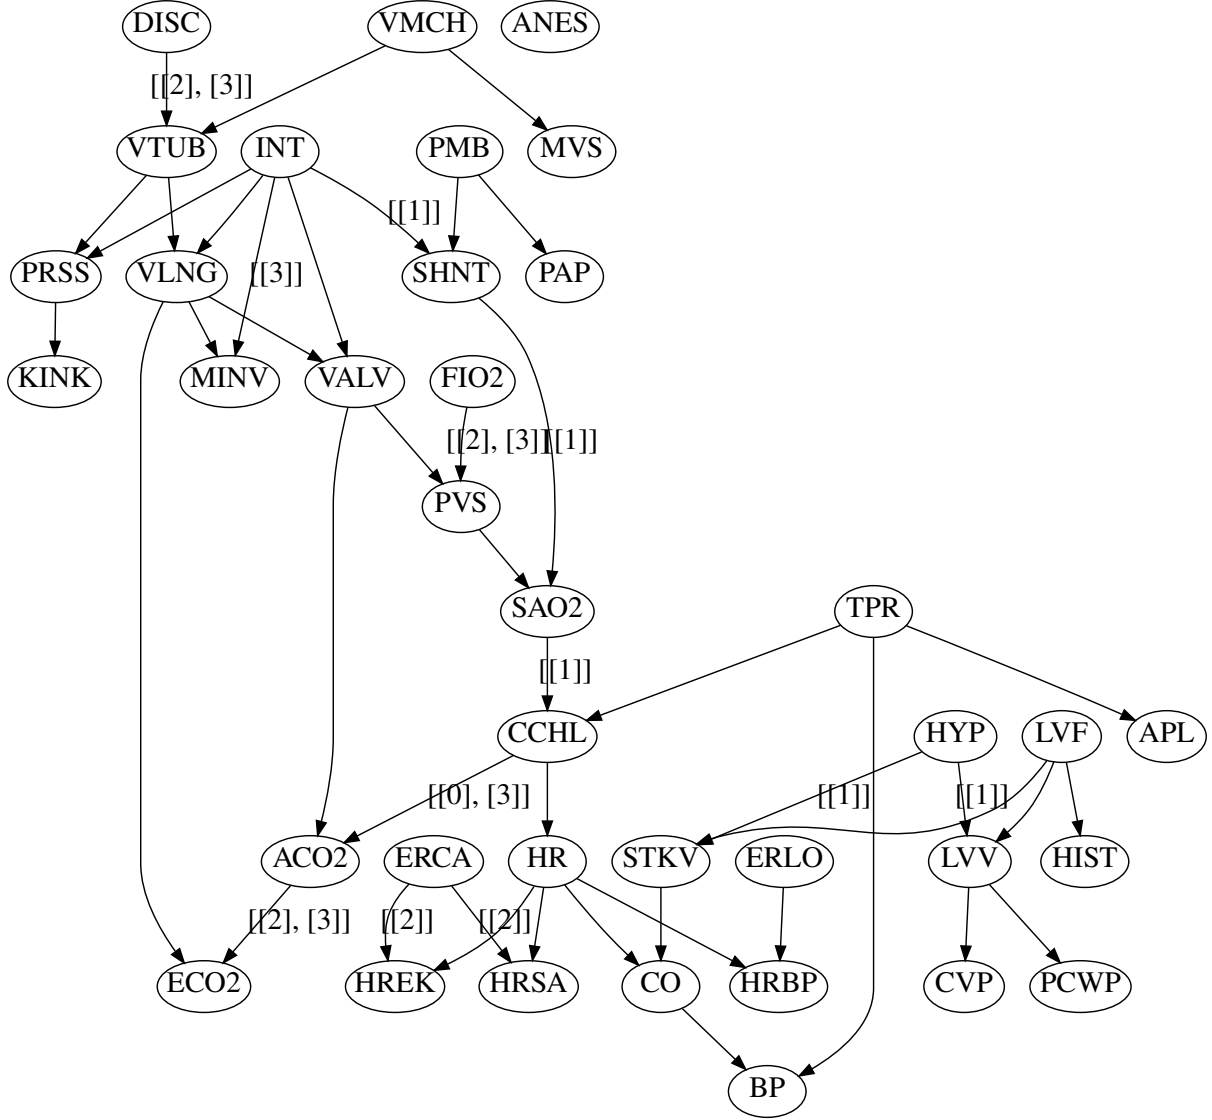 DISC VMCH ANES
[[2], [3]]
VTUB INT PMB MVS
[[1]]
PRSS VLNG [[3]] SHNT PAP
KINK MINV VALV FIO2
[[2], [3]] [[1]]
PVS
SAO2 TPR
[[1]]
CCHL HYP LVF APL
[[0], [3]] [[1]] [[1]]
ACO2 ERCA HR STKV ERLO LVV HIST
[[2], [3]] [[2]] [[2]]
ECO2 HREK HRSA CO HRBP CVP PCWP
BP